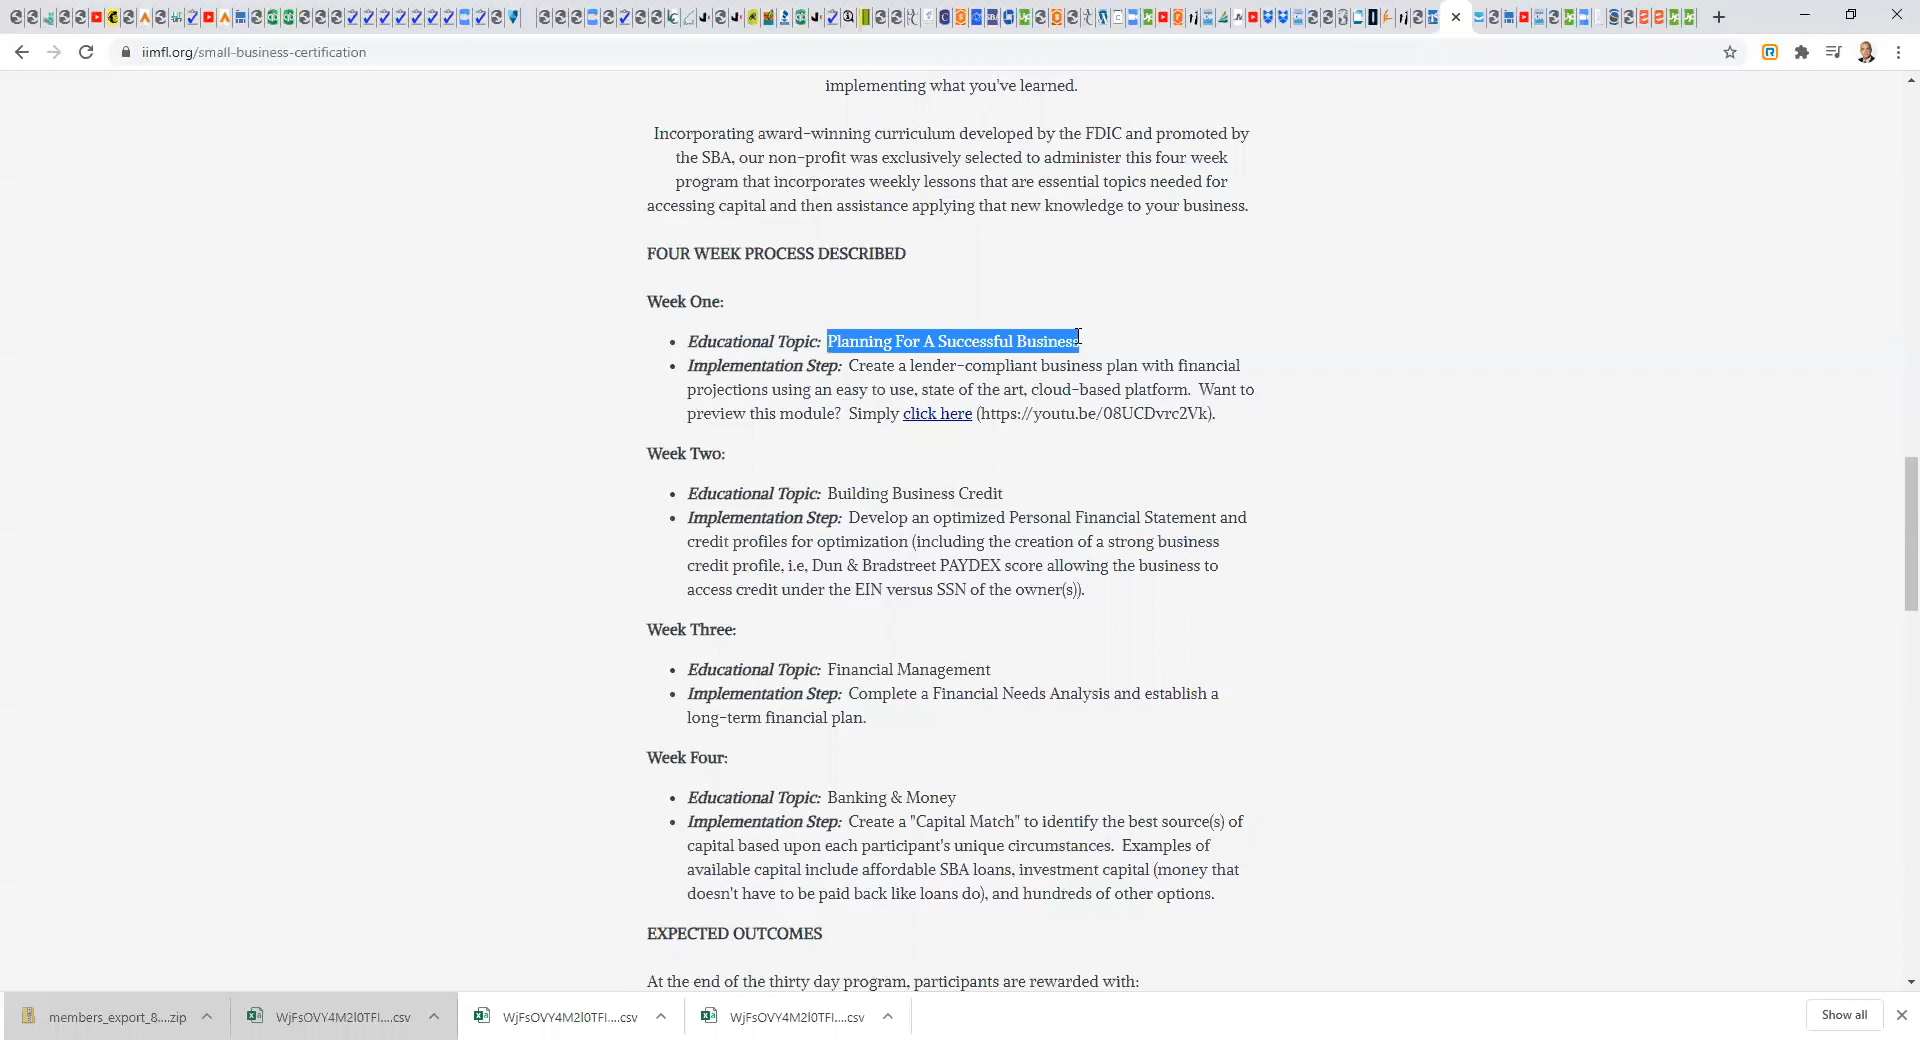 iimfl.org/small-business-certification
implementing what you've learned.
Incorporating award-winning curriculum developed by the FDIC and promoted by
the SBA, our non-profit was exclusively selected to administer this four week
program that incorporates weekly lessons that are essential topics needed for
accessing capital and then assistance applying that new knowledge to your business.
FOUR WEEK PROCESS DESCRIBED
Week One:
• Educational Topic: Planning For A Successful Business
• Implementation Step: Create a lender-compliant business plan with financial
projections using an easy to use, state of the art, cloud-based platform. Want to
preview this module? Simply click here (https://youtu.be/08UCDvrc2Vk).
Week Two:
• Educational Topic: Building Business Credit
• Implementation Step: Develop an optimized Personal Financial Statement and
credit profiles for optimization (including the creation of a strong business
credit profile, i.e, Dun & Bradstreet PAYDEX score allowing the business to
access credit under the EIN versus SSN of the owner(s)).
Week Three:
• Educational Topic: Financial Management
• Implementation Step: Complete a Financial Needs Analysis and establish a
long-term financial plan.
Week Four:
• Educational Topic: Banking & Money
• Implementation Step: Create a "Capital Match" to identify the best source(s) of
capital based upon each participant's unique circumstances. Examples of
available capital include affordable SBA loans, investment capital (money that
doesn't have to be paid back like loans do), and hundreds of other options.
EXPECTED OUTCOMES
At the end of the thirty day program, participants are rewarded with:
members_export_8....zip
WjFsOVY4M2l0TFI....csv
WjFsOVY4M2l0TFI....csv
WjFsOVY4M2l0TFI....csv
Show all